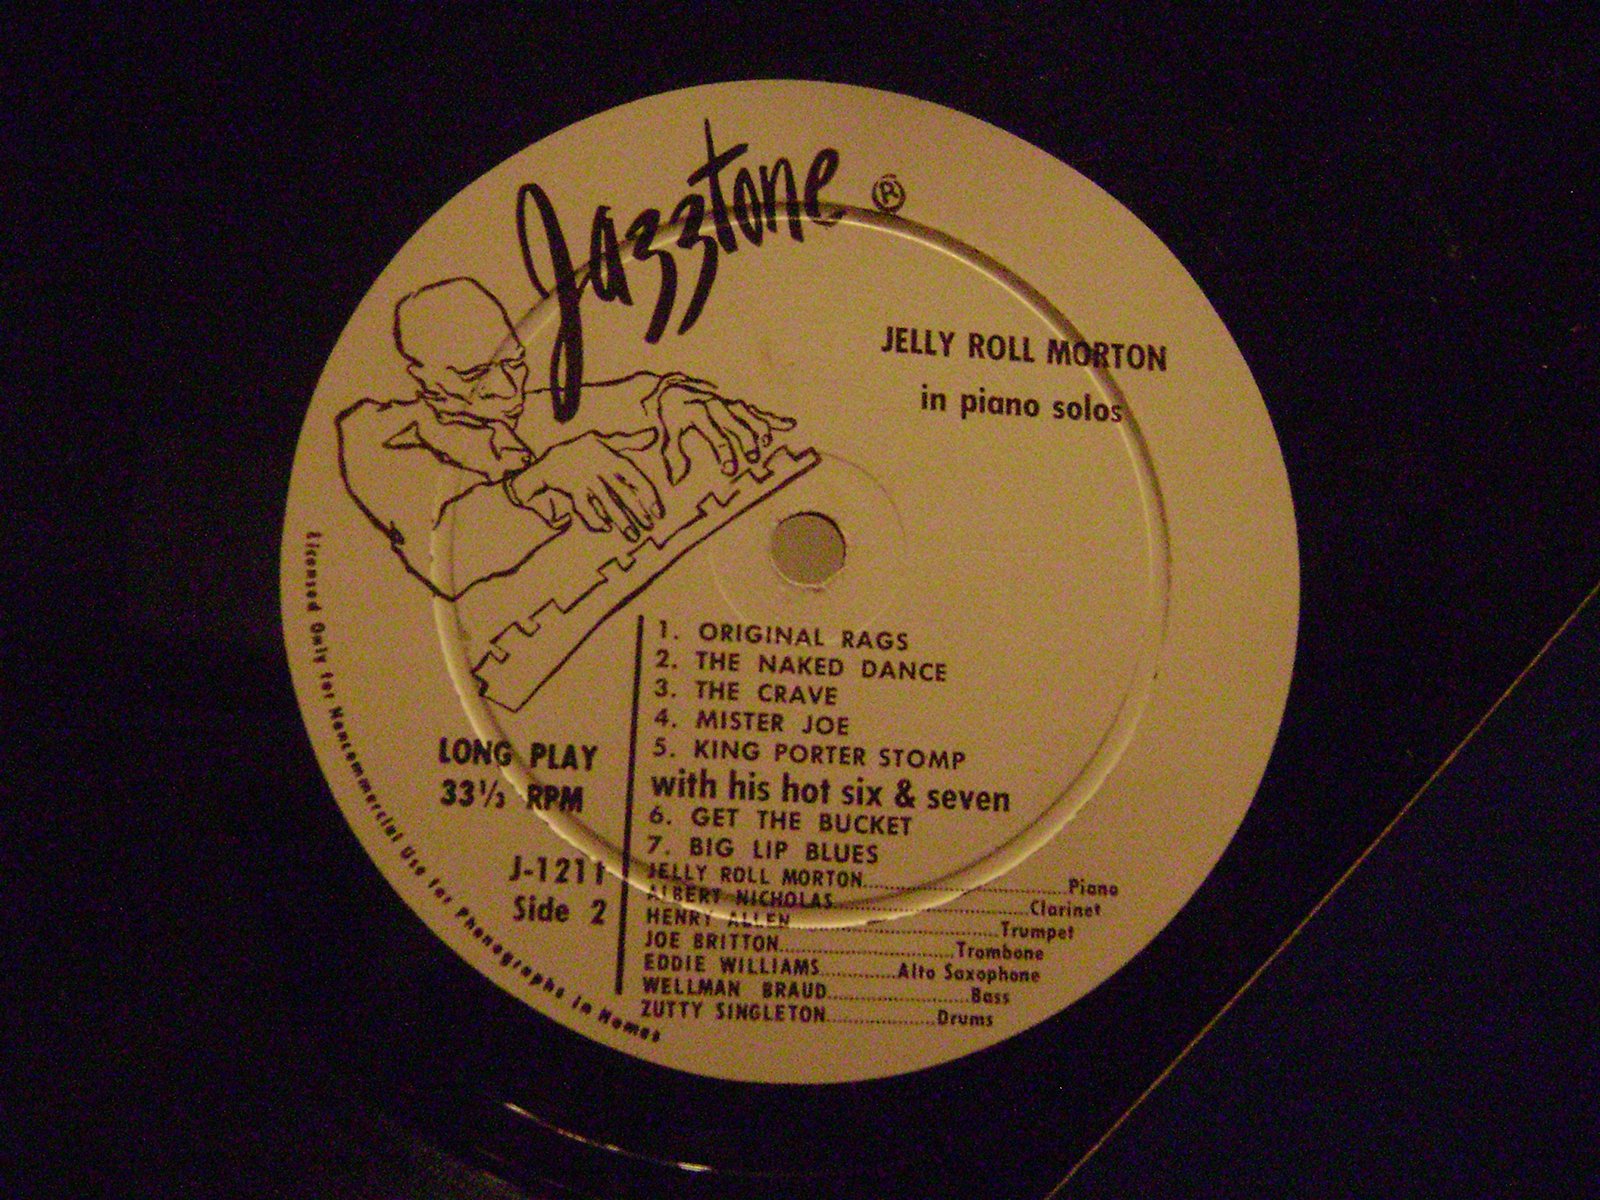 Jazztone ®
JELLY ROLL MORTON
in piano solos
1. ORIGINAL RAGS
2. THE NAKED DANCE
3. THE CRAVE
4. MISTER JOE
5. KING PORTER STOMP
with his hot six & seven
6. GET THE BUCKET
7. BIG LIP BLUES
JELLY ROLL MORTON....................Piano
ALBERT NICHOLAS....................Clarinet
HENRY ALLEN....................Trumpet
JOE BRITTON....................Trombone
EDDIE WILLIAMS............Alto Saxophone
WELLMAN BRAUD....................Bass
ZUTTY SINGLETON................Drums
LONG PLAY
33⅓ RPM
J-1211
Side 2
Licensed Only for Noncommercial Use for Phonographs in Homes